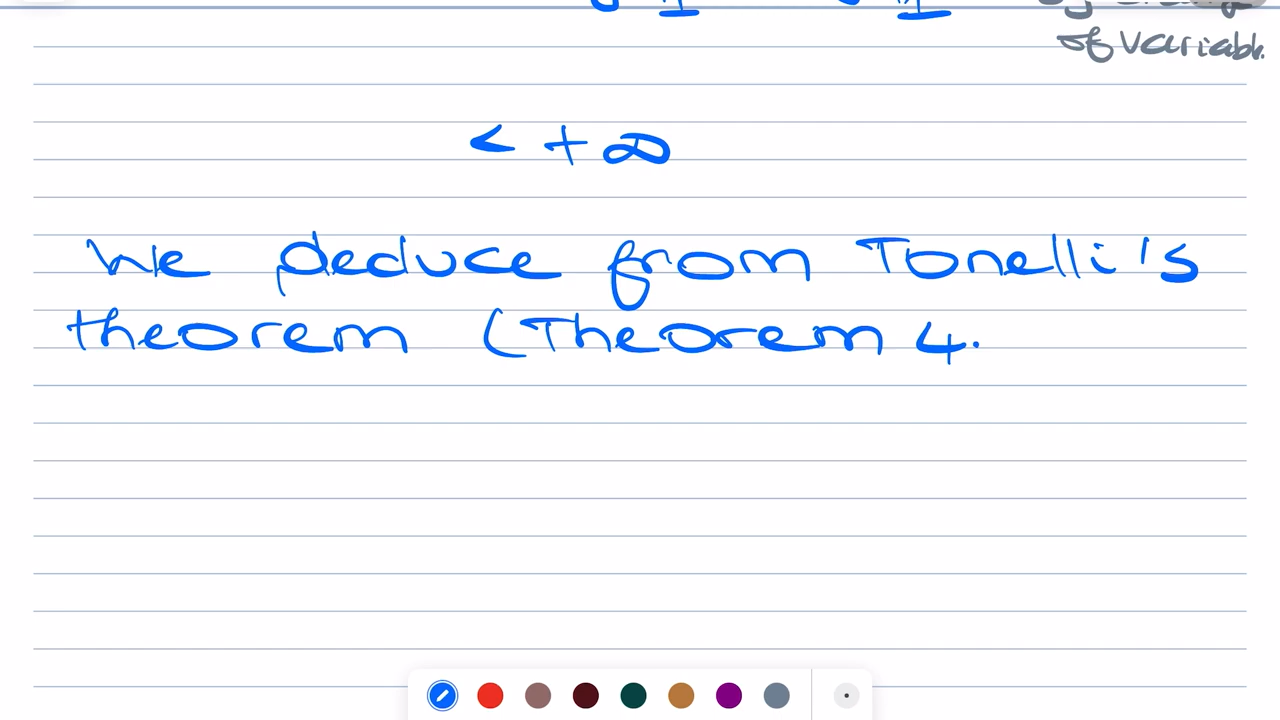 of variable.
< + ∞
We deduce from Tonelli's
theorem (Theorem 4.